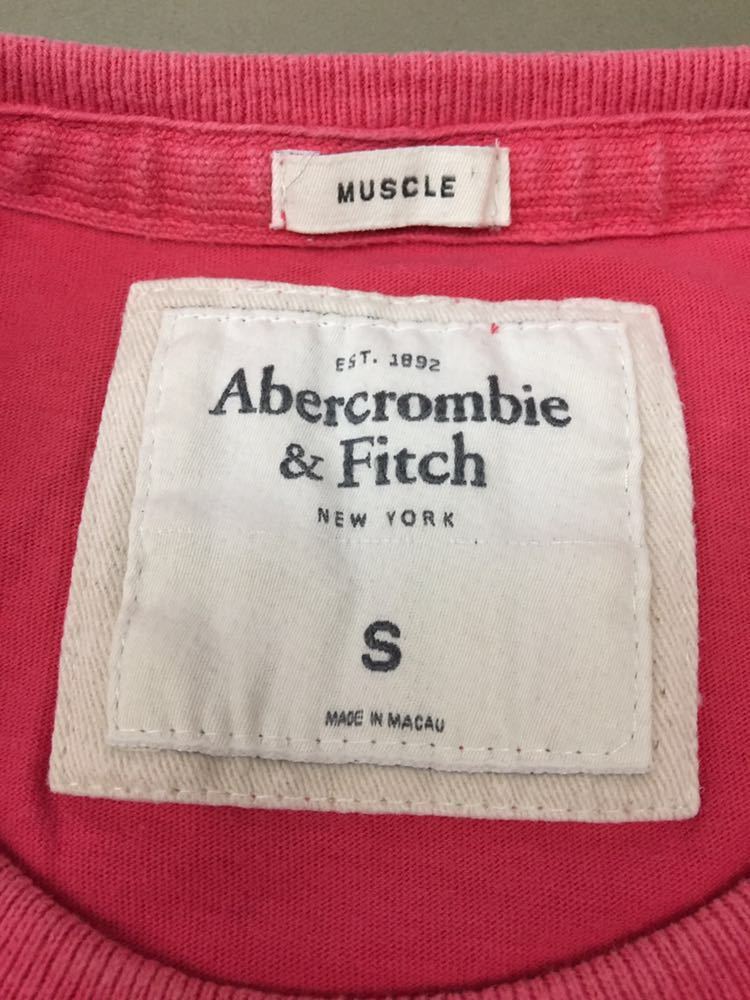 MUSCLE
EST. 1892
Abercrombie
& Fitch
NEW YORK
S
MADE IN MACAU